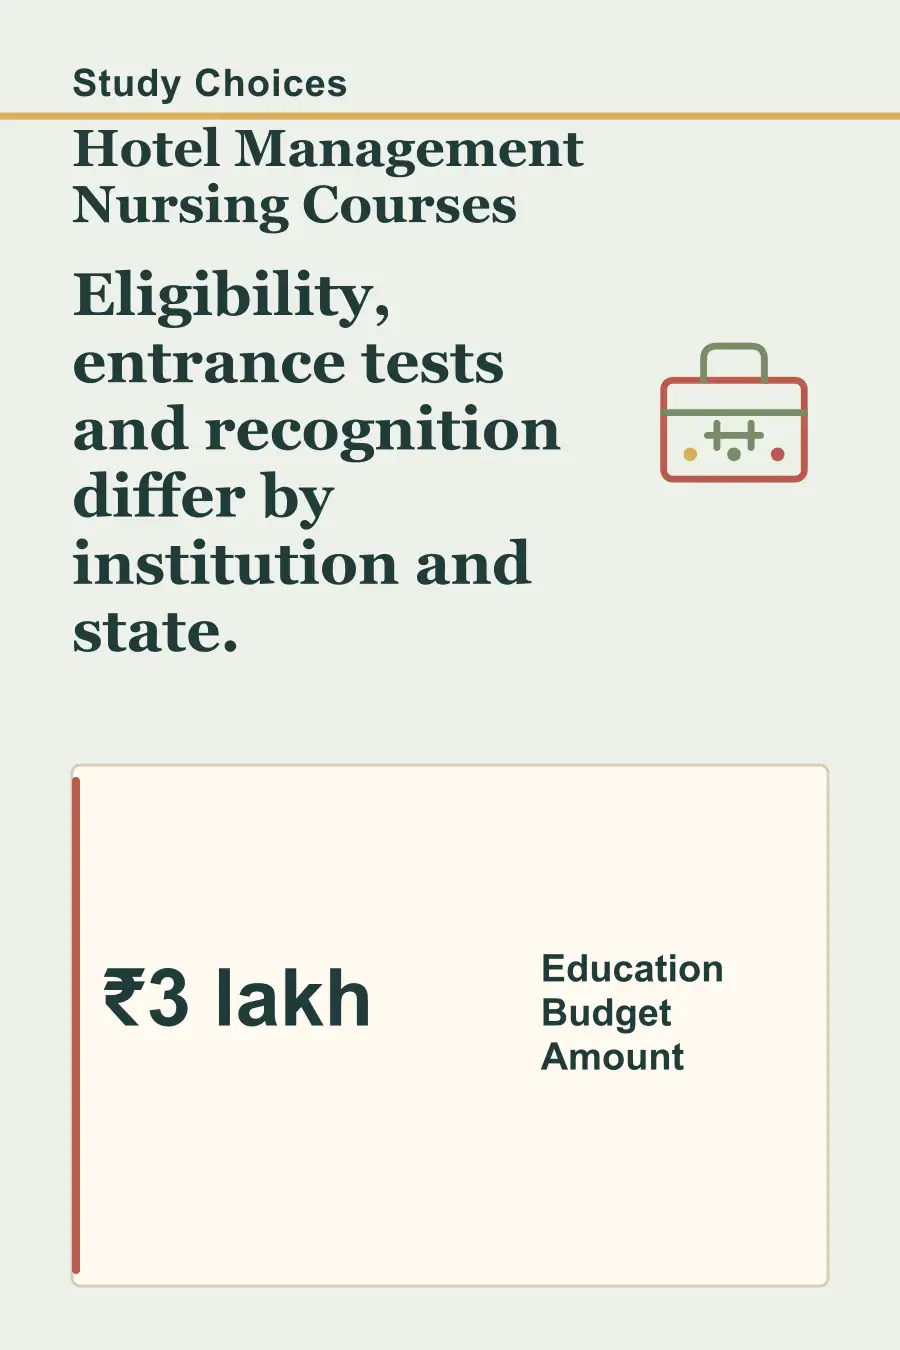 Study Choices
Hotel Management
Nursing Courses
Eligibility,
entrance tests
and recognition
differ by
institution and
state.
₹3 lakh
Education
Budget
Amount